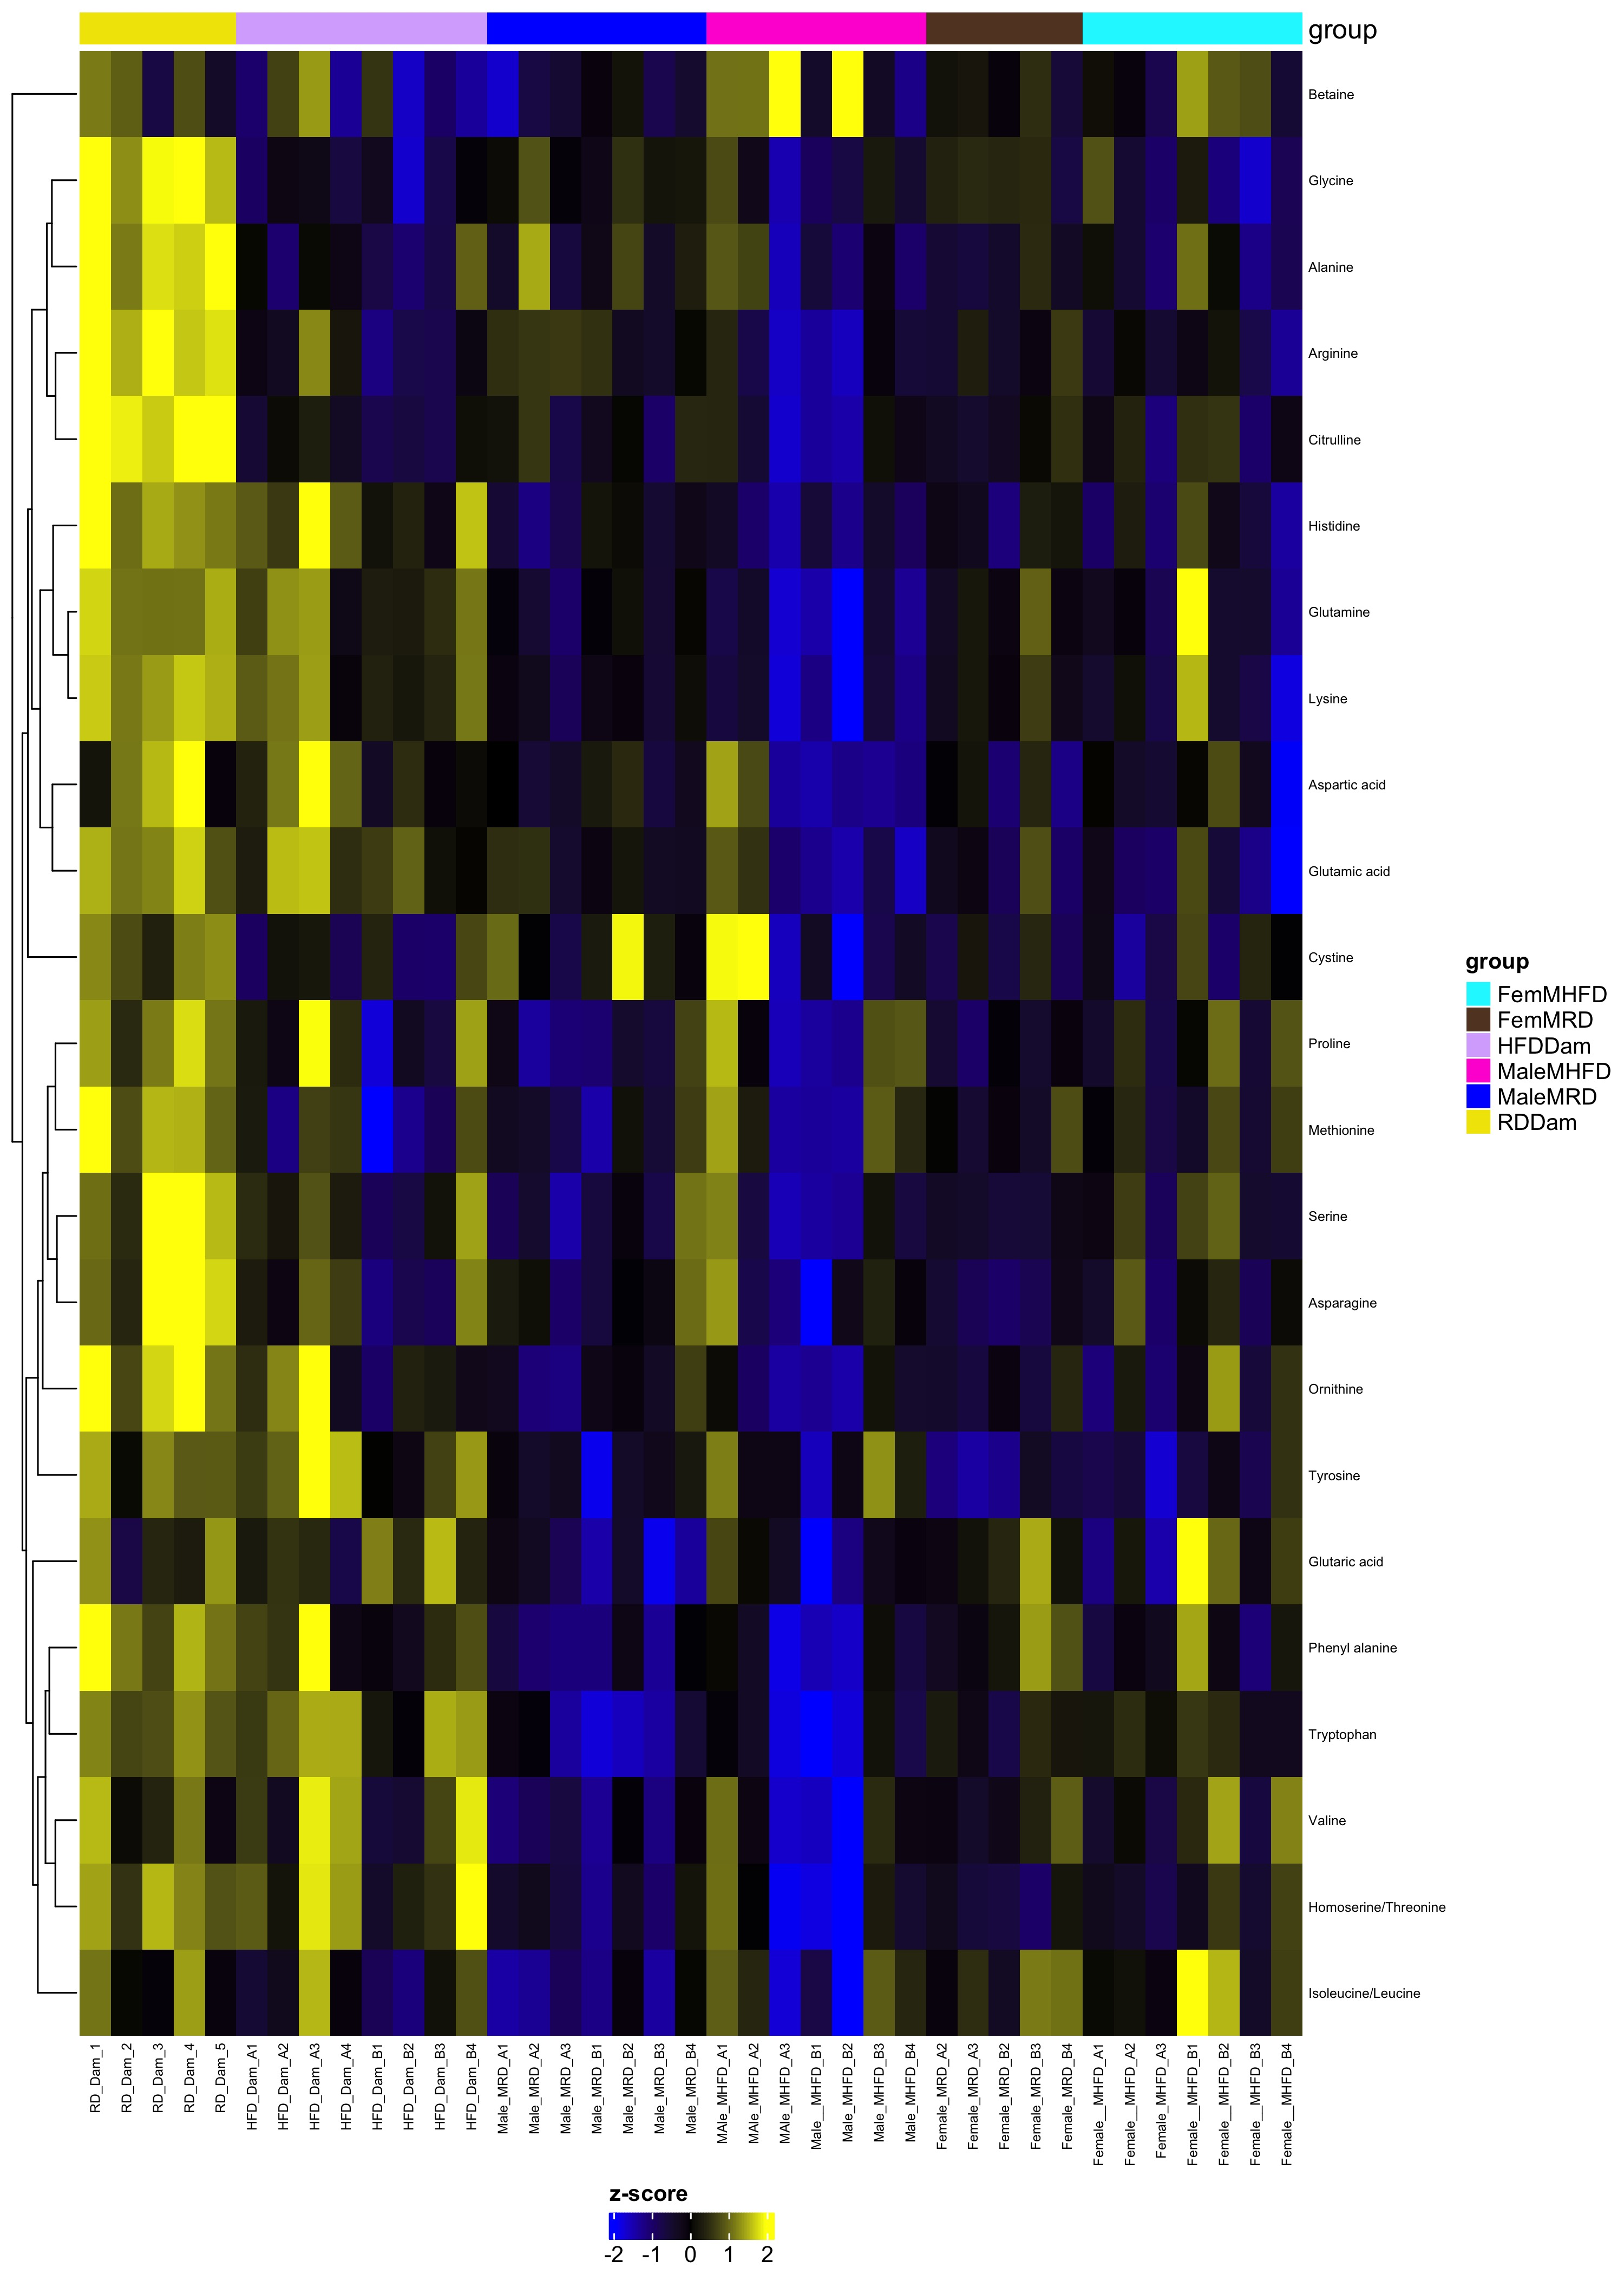 group
Betaine
Glycine
Alanine
Arginine
Citrulline
Histidine
Glutamine
Lysine
Aspartic acid
Glutamic acid
Cystine
Proline
Methionine
Serine
Asparagine
Ornithine
Tyrosine
Glutaric acid
Phenyl alanine
Tryptophan
Valine
Homoserine/Threonine
Isoleucine/Leucine
group
FemMHFD
FemMRD
HFDDam
MaleMHFD
MaleMRD
RDDam
RD_Dam_1
RD_Dam_2
RD_Dam_3
RD_Dam_4
RD_Dam_5
HFD_Dam_A1
HFD_Dam_A2
HFD_Dam_A3
HFD_Dam_A4
HFD_Dam_B1
HFD_Dam_B2
HFD_Dam_B3
HFD_Dam_B4
Male_MRD_A1
Male_MRD_A2
Male_MRD_A3
Male_MRD_B1
Male_MRD_B2
Male_MRD_B3
Male_MRD_B4
MAle_MHFD_A1
MAle_MHFD_A2
MAle_MHFD_A3
Male__MHFD_B1
Male_MHFD_B2
Male_MHFD_B3
Male_MHFD_B4
Female_MRD_A2
Female_MRD_A3
Female_MRD_B2
Female_MRD_B3
Female_MRD_B4
Female__MHFD_A1
Female__MHFD_A2
Female_MHFD_A3
Female__MHFD_B1
Female__MHFD_B2
Female__MHFD_B3
Female__MHFD_B4
z-score
-2 -1 0 1 2